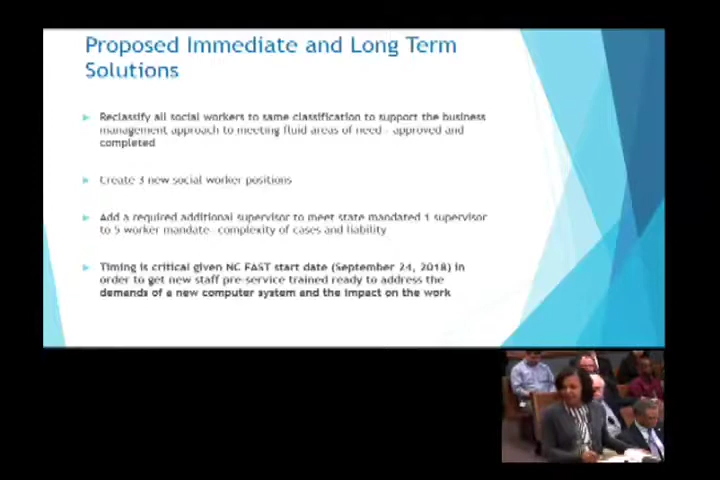 Proposed Immediate and Long Term
Solutions
Reclassify all social workers to same classification to support the business
management approach to meeting fluid areas of need - approved and
completed
Create 3 new social worker positions
Add a required additional supervisor to meet state mandated 1 supervisor
to 5 worker mandate- complexity of cases and liability
Timing is critical given NC FAST start date (September 24, 2018) in
order to get new staff pre-service trained ready to address the
demands of a new computer system and the impact on the work